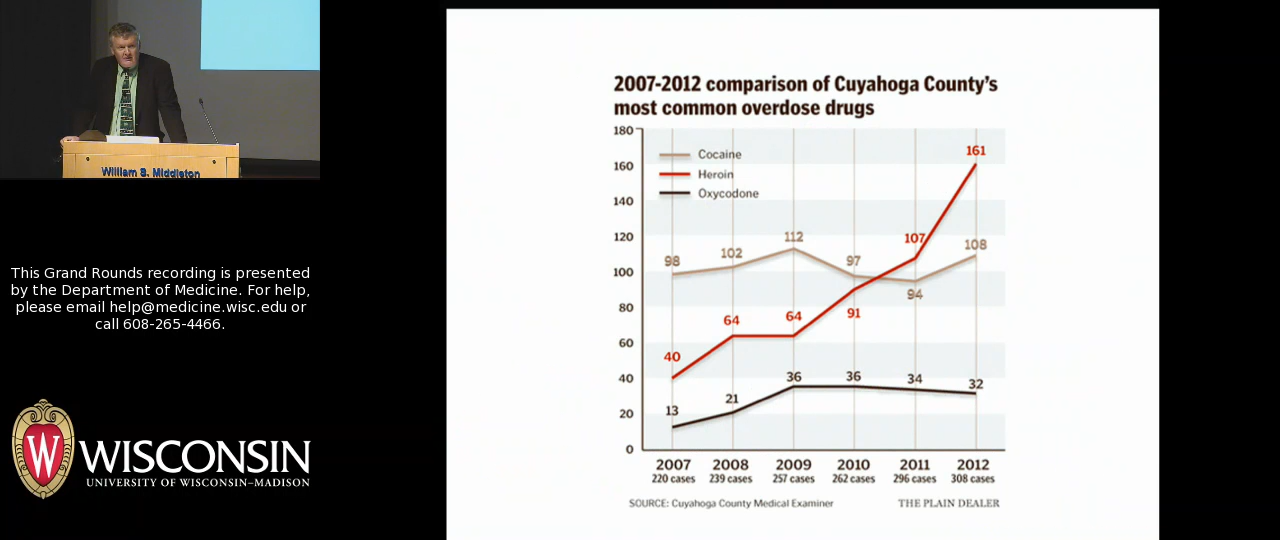 William S. Middleton
This Grand Rounds recording is presented
by the Department of Medicine. For help,
please email help@medicine.wisc.edu or
call 608-265-4466.
W
WISCONSIN
UNIVERSITY OF WISCONSIN–MADISON
2007-2012 comparison of Cuyahoga County's
most common overdose drugs
180
160
140
120
100
80
60
40
20
0
Cocaine
Heroin
Oxycodone
98
102
112
97
94
108
40
64
64
91
107
161
13
21
36
36
34
32
2007
220 cases
2008
239 cases
2009
257 cases
2010
262 cases
2011
296 cases
2012
308 cases
SOURCE: Cuyahoga County Medical Examiner
THE PLAIN DEALER